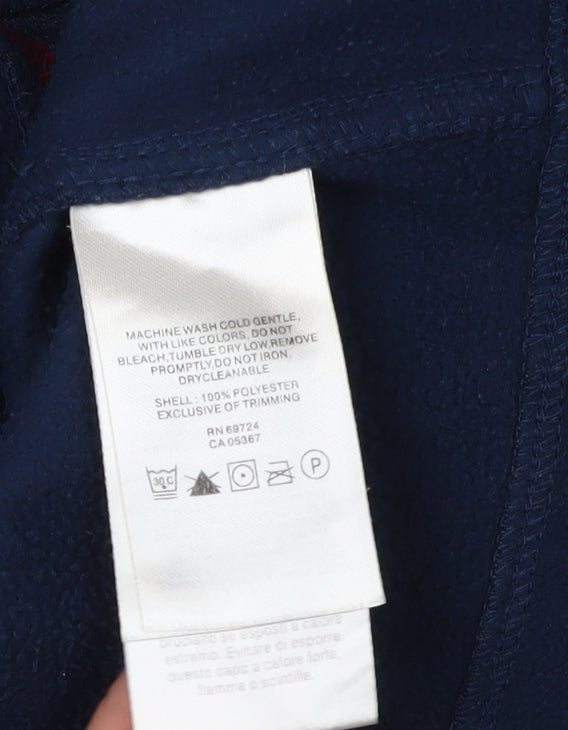 MACHINE WASH COLD GENTLE,
WITH LIKE COLORS, DO NOT
BLEACH,TUMBLE DRY LOW,REMOVE
PROMPTLY,DO NOT IRON,
DRYCLEANABLE
SHELL : 100% POLYESTER
EXCLUSIVE OF TRIMMING
RN 69724
CA 05367
30 C P
bruciano se esposti a calore
estremo. Evitare di esporre
questo capo a calore forte,
fiamma o scintille.